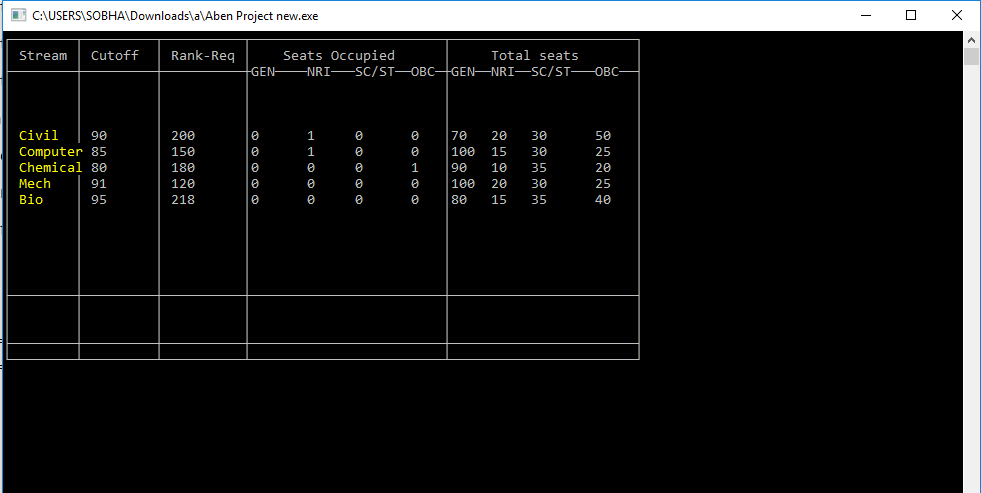 C:\USERS\SOBHA\Downloads\a\Aben Project new.exe
Stream Cutoff Rank-Req Seats Occupied Total seats
GEN NRI SC/ST OBC GEN NRI SC/ST OBC
Civil 90 200 0 1 0 0 70 20 30 50
Computer 85 150 0 1 0 0 100 15 30 25
Chemical 80 180 0 0 0 1 90 10 35 20
Mech 91 120 0 0 0 0 100 20 30 25
Bio 95 218 0 0 0 0 80 15 35 40